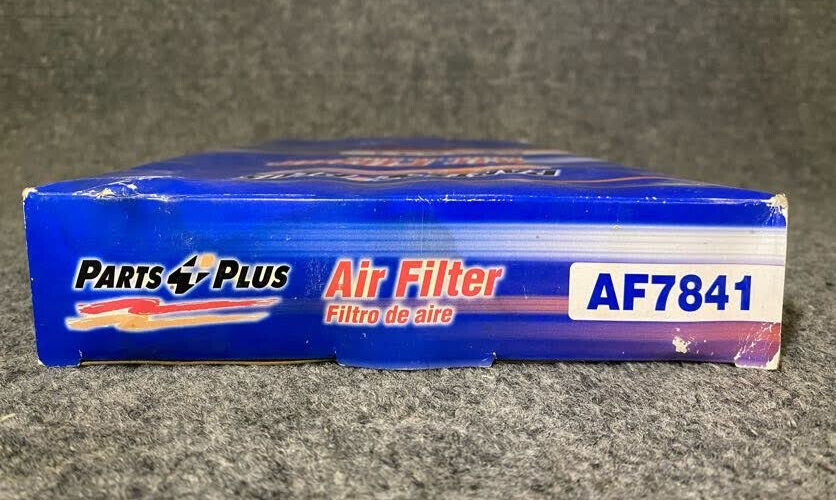 PARTS PLUS
Air Filter
Filtro de aire
AF7841